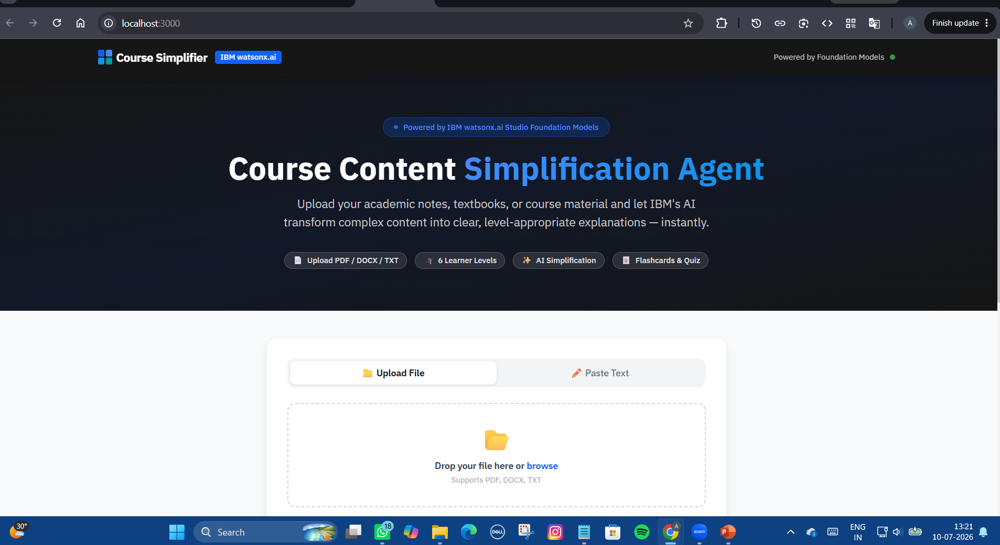 localhost:3000
A
Finish update
Course Simplifier
IBM watsonx.ai
Powered by Foundation Models
Powered by IBM watsonx.ai Studio Foundation Models
Course Content Simplification Agent
Upload your academic notes, textbooks, or course material and let IBM's AI
transform complex content into clear, level-appropriate explanations — instantly.
Upload PDF / DOCX / TXT
6 Learner Levels
AI Simplification
Flashcards & Quiz
Upload File
Paste Text
Drop your file here or browse
Supports PDF, DOCX, TXT
30°
Search
18
DELL
A
zoom
P
ENG
IN
13:21
10-07-2026